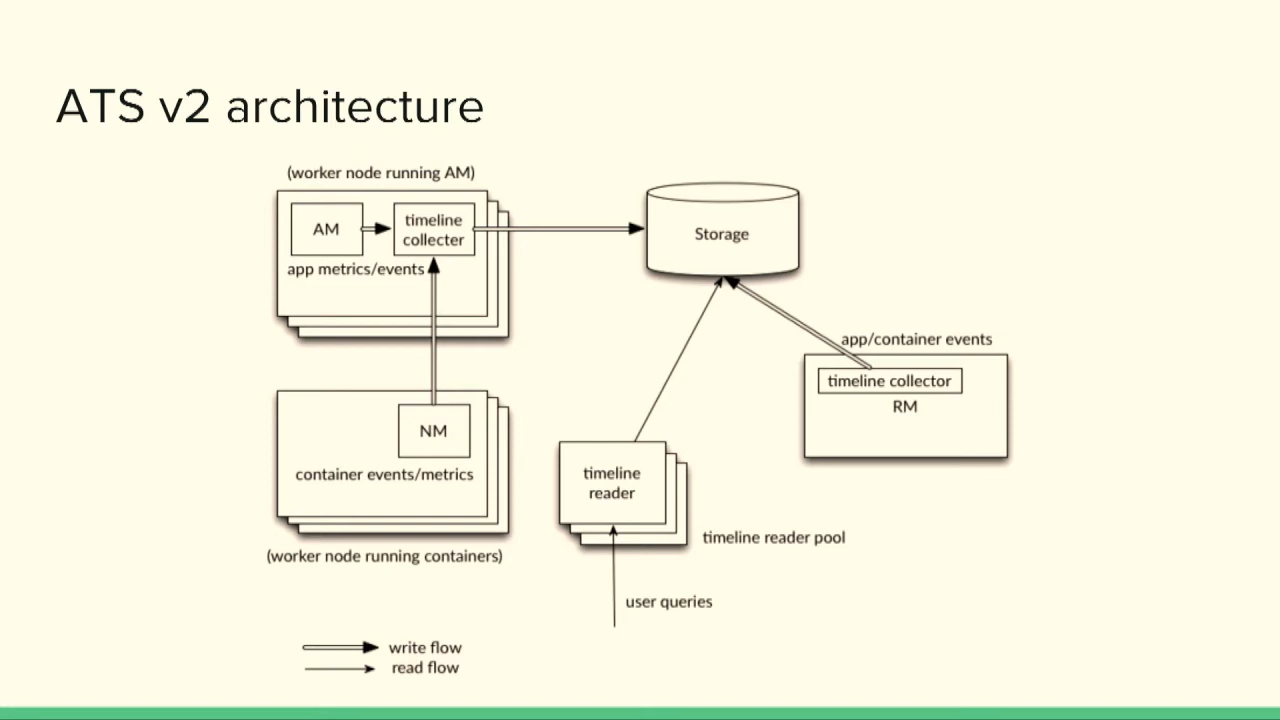 ATS v2 architecture
(worker node running AM)
AM
timeline
collecter
app metrics/events
Storage
app/container events
timeline collector
RM
NM
container events/metrics
(worker node running containers)
timeline
reader
timeline reader pool
user queries
write flow
read flow